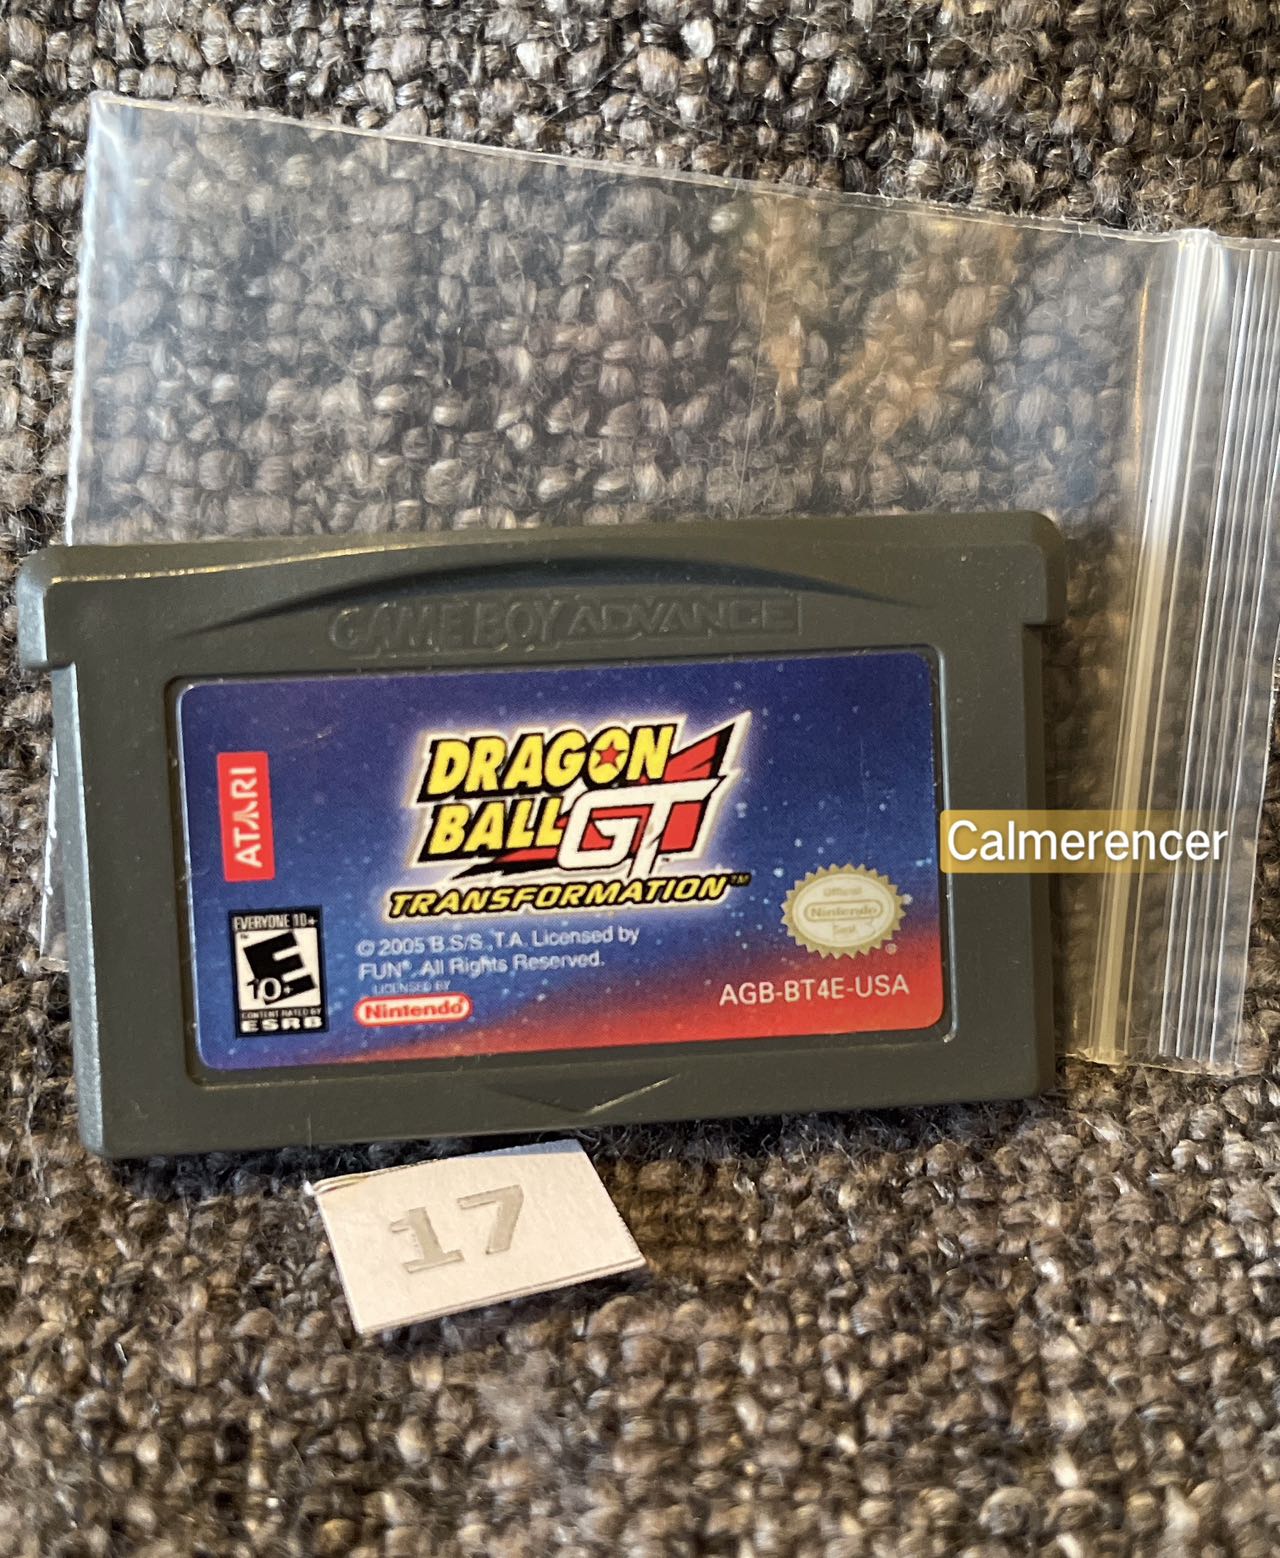 GAME BOY ADVANCE
ATARI
DRAGON
BALL GT
TRANSFORMATION™
Calmerencer
EVERYONE 10+
E
10+
CONTENT RATED BY
ESRB
© 2005 B.S/S.,T.A. Licensed by
FUN®. All Rights Reserved.
LICENSED BY
Nintendo
Official
Nintendo
Seal
®
AGB-BT4E-USA
17